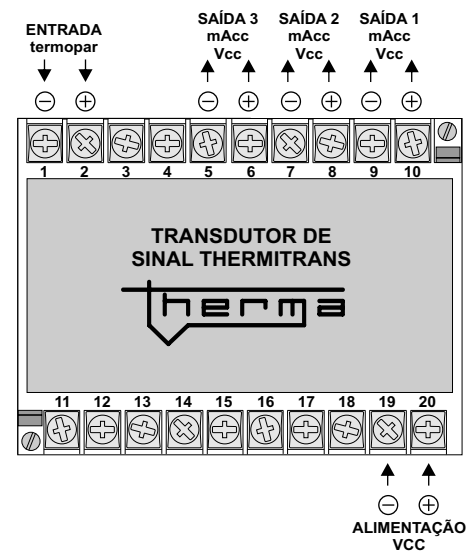 ENTRADA
termopar
SAÍDA 3
mAcc
Vcc
SAÍDA 2
mAcc
Vcc
SAÍDA 1
mAcc
Vcc
1 2 3 4 5 6 7 8 9 10
TRANSDUTOR DE
SINAL THERMITRANS
therma
11 12 13 14 15 16 17 18 19 20
ALIMENTAÇÃO
VCC